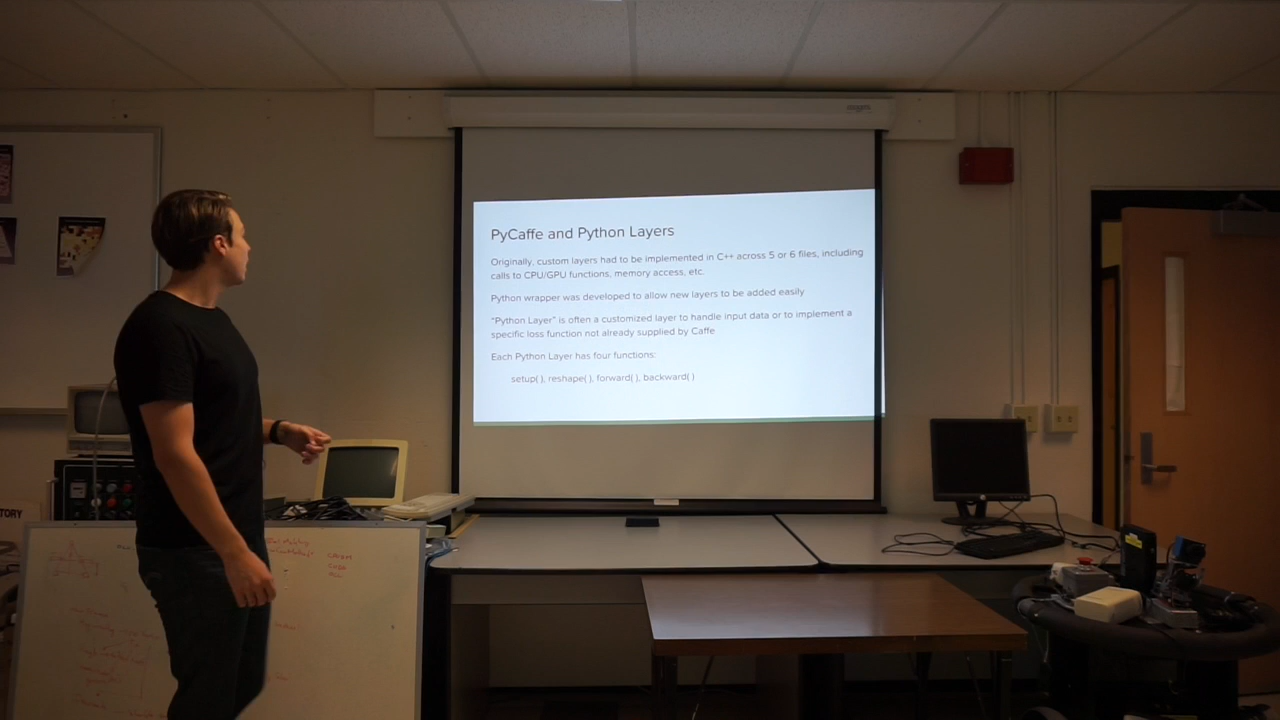 PyCaffe and Python Layers
Originally, custom layers had to be implemented in C++ across 5 or 6 files, including
calls to CPU/GPU functions, memory access, etc.
Python wrapper was developed to allow new layers to be added easily
“Python Layer” is often a customized layer to handle input data or to implement a
specific loss function not already supplied by Caffe
Each Python Layer has four functions:
setup( ), reshape( ), forward( ), backward( )
TORY